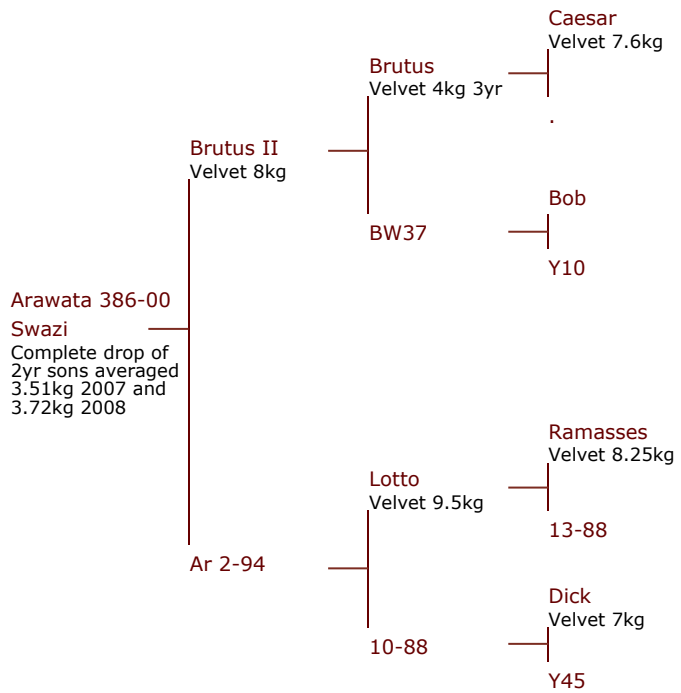 Caesar
Velvet 7.6kg
Brutus
Velvet 4kg 3yr
.
Brutus II
Velvet 8kg
Bob
BW37
Y10
Arawata 386-00
Swazi
Complete drop of
2yr sons averaged
3.51kg 2007 and
3.72kg 2008
Ramasses
Velvet 8.25kg
Lotto
Velvet 9.5kg
13-88
Ar 2-94
Dick
Velvet 7kg
10-88
Y45